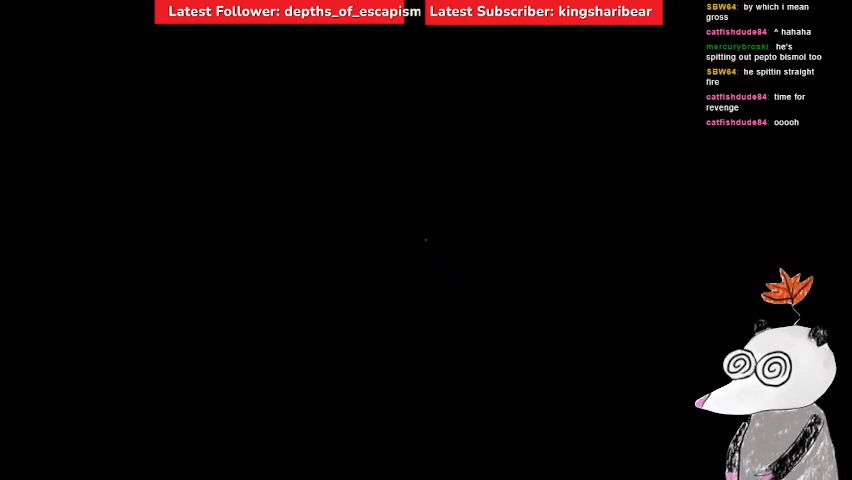 Latest Follower: depths_of_escapism
Latest Subscriber: kingsharibear
SBW64: by which i mean
gross
catfishdude84: ^ hahaha
mercurybroski: he's
spitting out pepto bismol too
SBW64: he spittin straight
fire
catfishdude84: time for
revenge
catfishdude84: ooooh